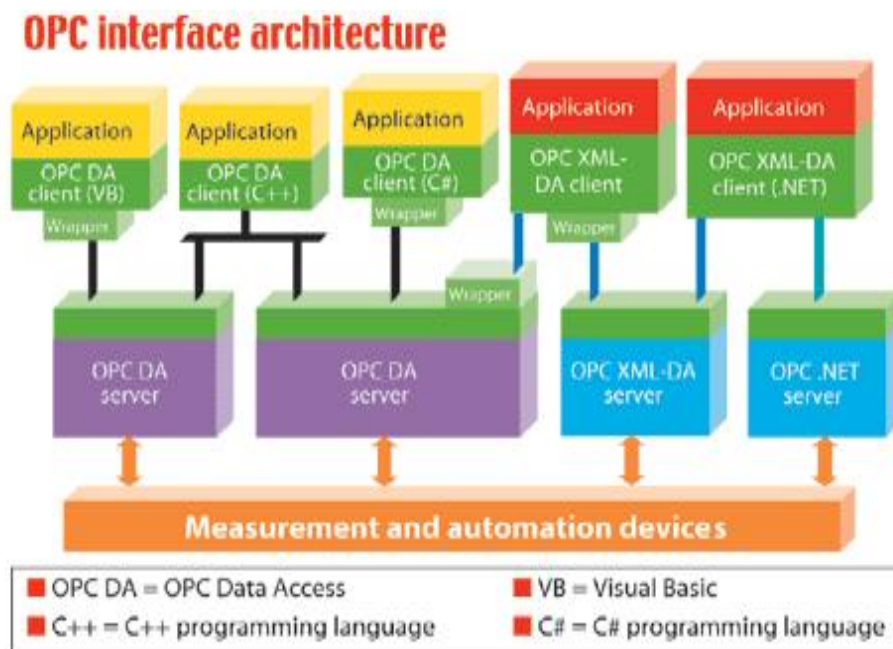 OPC interface architecture
Application
Application
Application
Application
Application
OPC DA
client (VB)
OPC DA
client (C++)
OPC DA
client (C#)
OPC XML-
DA client
OPC XML-DA
client (.NET)
Wrapper
Wrapper
Wrapper
Wrapper
OPC DA
server
OPC DA
server
OPC XML-DA
server
OPC .NET
server
Measurement and automation devices
OPC DA = OPC Data Access
VB = Visual Basic
C++ = C++ programming language
C# = C# programming language